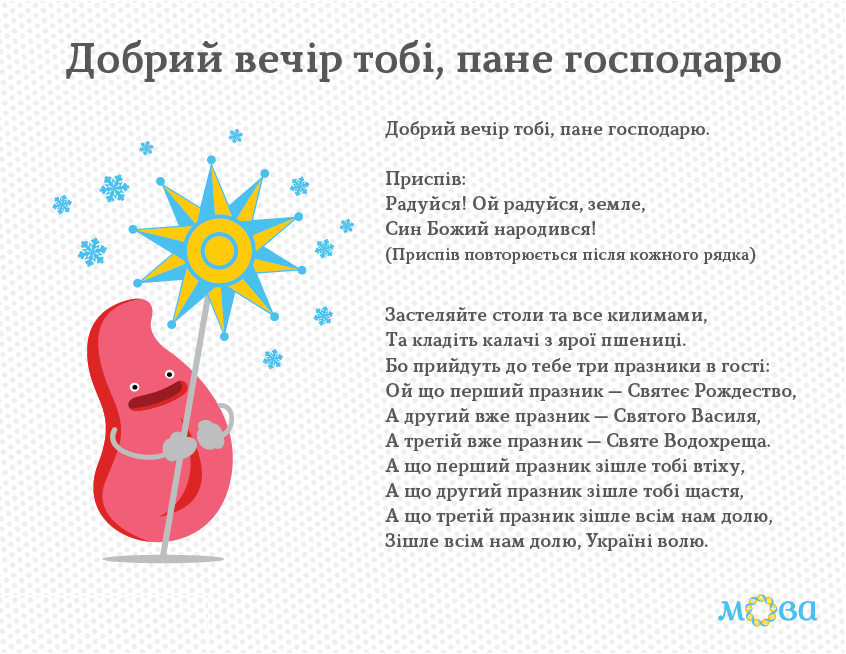 Добрий вечір тобі, пане господарю
Добрий вечір тобі, пане господарю.
Приспів:
Радуйся! Ой радуйся, земле,
Син Божий народився!
(Приспів повторюється після кожного рядка)
Застеляйте столи та все килимами,
Та кладіть калачі з ярої пшениці.
Бо прийдуть до тебе три празники в гості:
Ой що перший празник — Святеє Рождество,
А другий вже празник — Святого Василя,
А третій вже празник — Святе Водохреща.
А що перший празник зішле тобі втіху,
А що другий празник зішле тобі щастя,
А що третій празник зішле всім нам долю,
Зішле всім нам долю, Україні волю.
мова